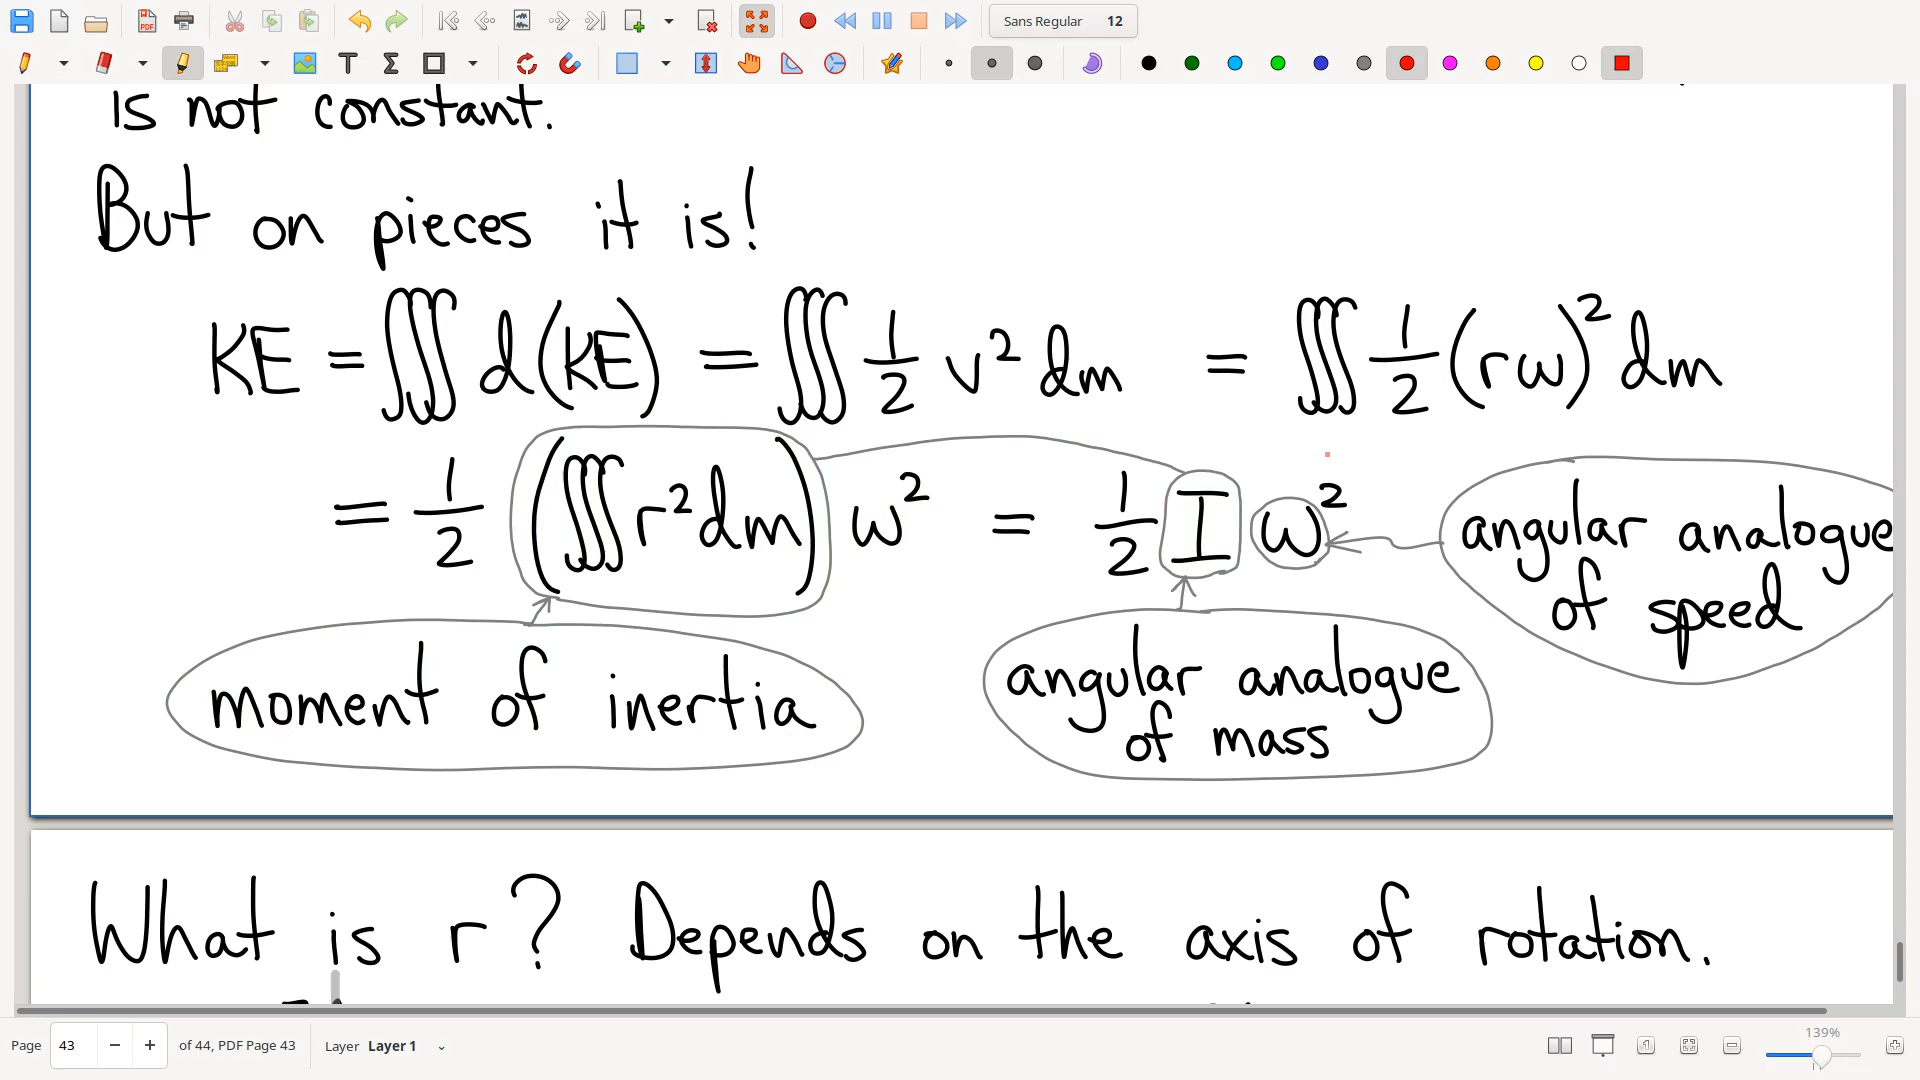 Sans Regular 12
is not constant.
But on pieces it is!
KE = ∭ d(KE) = ∭ 1/2 v² dm = ∭ 1/2 (rω)² dm
= 1/2 (∭ r² dm) ω² = 1/2 I ω²
angular analogue
of speed
moment of inertia
angular analogue
of mass
What is r? Depends on the axis of rotation.
Page 43 of 44, PDF Page 43 Layer Layer 1 139%